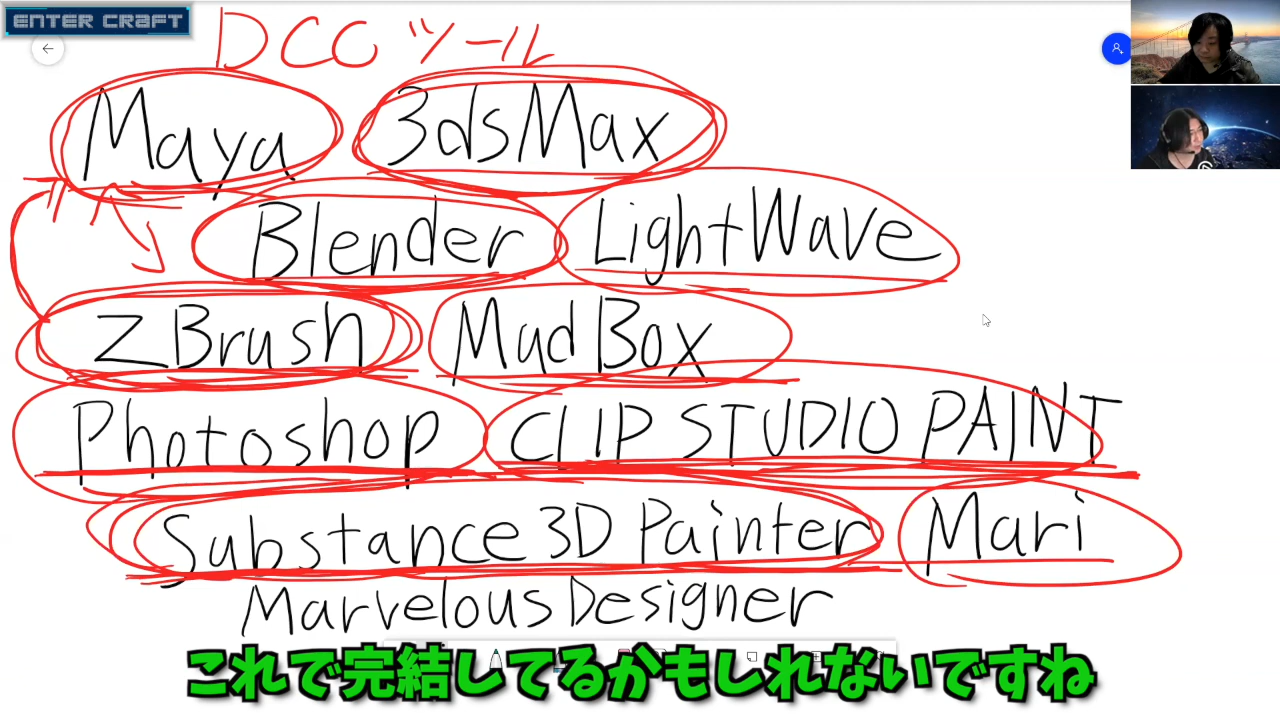 ENTER CRAFT
DCCツール
Maya 3dsMax
Blender LightWave
ZBrush MudBox
Photoshop CLIP STUDIO PAINT
Substance 3D Painter Mari
Marvelous Designer
これで完結してるかもしれないですね